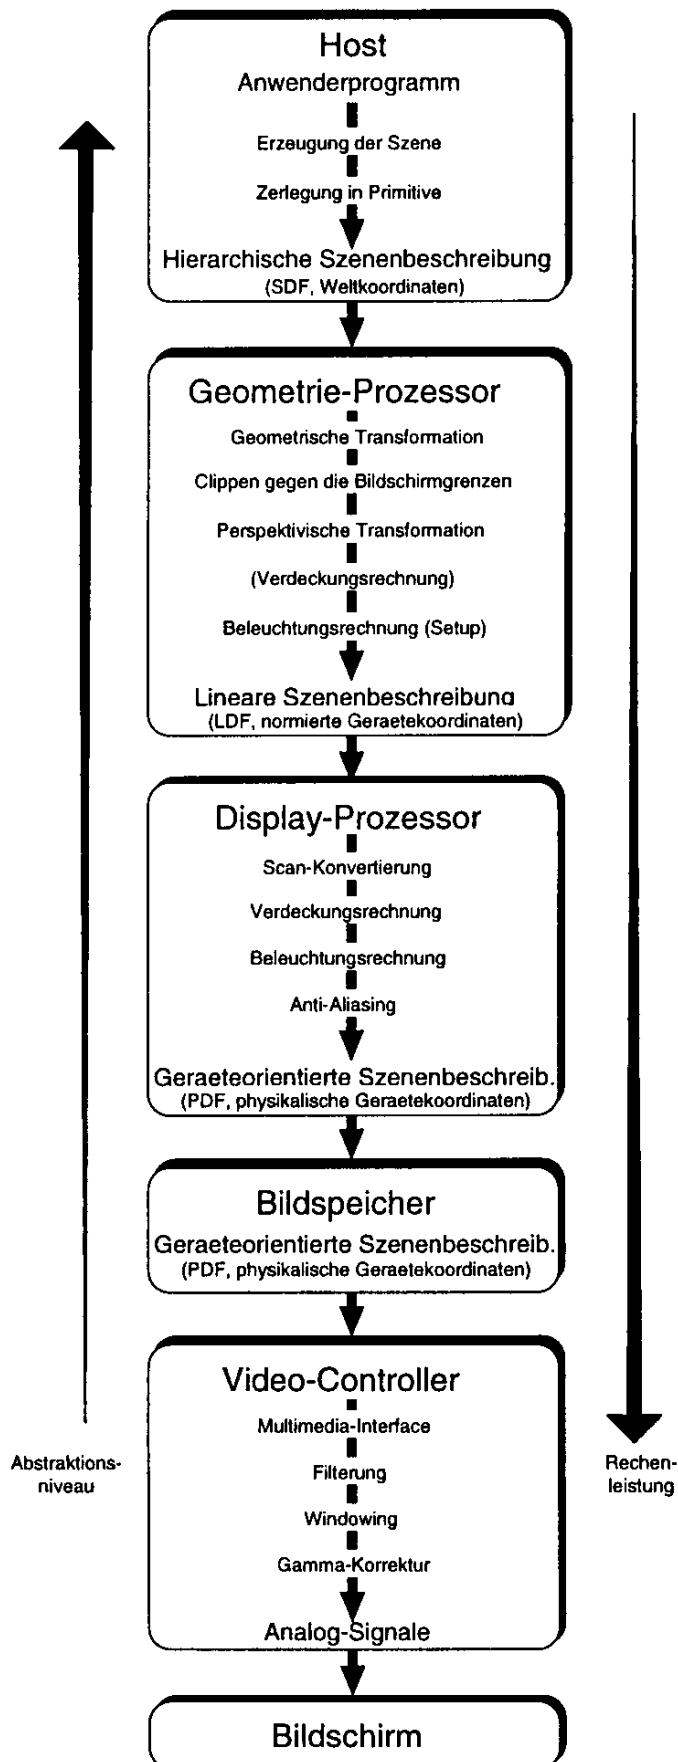 Host
Anwenderprogramm
Erzeugung der Szene
Zerlegung in Primitive
Hierarchische Szenenbeschreibung
(SDF, Weltkoordinaten)
Geometrie-Prozessor
Geometrische Transformation
Clippen gegen die Bildschirmgrenzen
Perspektivische Transformation
(Verdeckungsrechnung)
Beleuchtungsrechnung (Setup)
Lineare Szenenbeschreibung
(LDF, normierte Geraetekoordinaten)
Display-Prozessor
Scan-Konvertierung
Verdeckungsrechnung
Beleuchtungsrechnung
Anti-Aliasing
Geraeteorientierte Szenenbeschreib.
(PDF, physikalische Geraetekoordinaten)
Bildspeicher
Geraeteorientierte Szenenbeschreib.
(PDF, physikalische Geraetekoordinaten)
Video-Controller
Multimedia-Interface
Filterung
Windowing
Gamma-Korrektur
Analog-Signale
Bildschirm
Abstraktions-
niveau
Rechen-
leistung